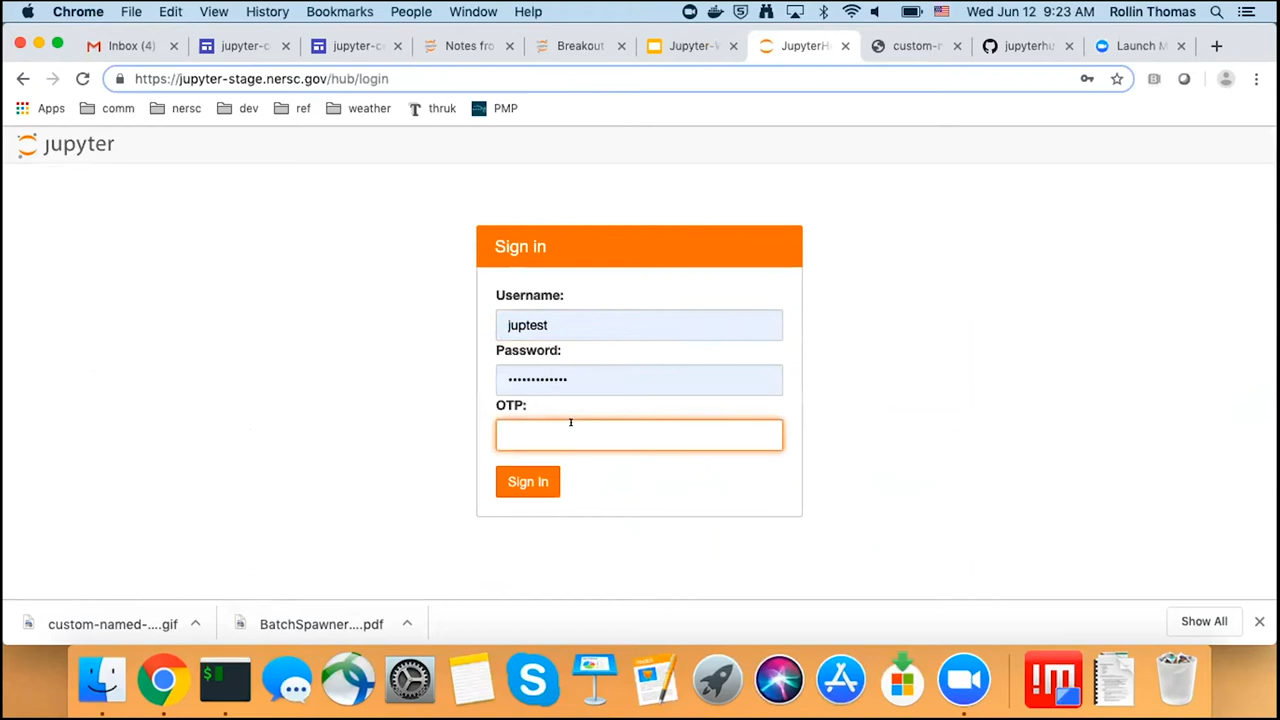 Chrome File Edit View History Bookmarks People Window Help Wed Jun 12 9:23 AM Rollin Thomas
Inbox (4) jupyter-c jupyter-c Notes fro Breakout Jupyter-W JupyterH custom-r jupyterhu Launch M
https://jupyter-stage.nersc.gov/hub/login
Apps comm nersc dev ref weather thruk PMP
jupyter
Sign in
Username:
juptest
Password:
•••••••••••••
OTP:
Sign In
custom-named-....gif BatchSpawner....pdf Show All